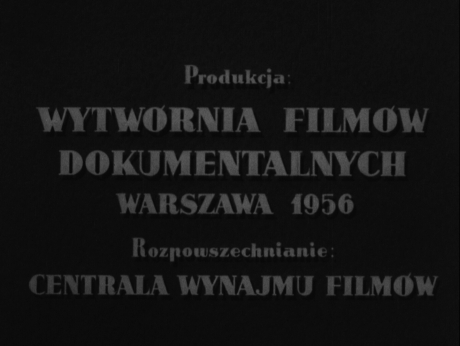 Produkcja:
WYTWÓRNIA FILMÓW
DOKUMENTALNYCH
WARSZAWA 1956
Rozpowszechnianie:
CENTRALA WYNAJMU FILMÓW